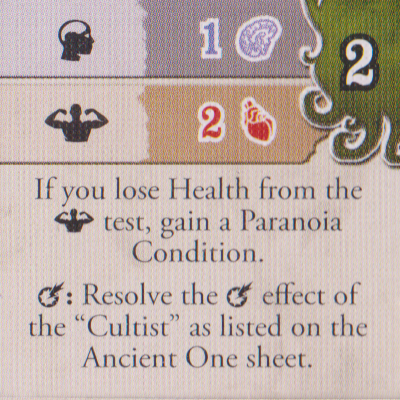 1
2
2
If you lose Health from the
test, gain a Paranoia
Condition.
: Resolve the effect of
the “Cultist” as listed on the
Ancient One sheet.